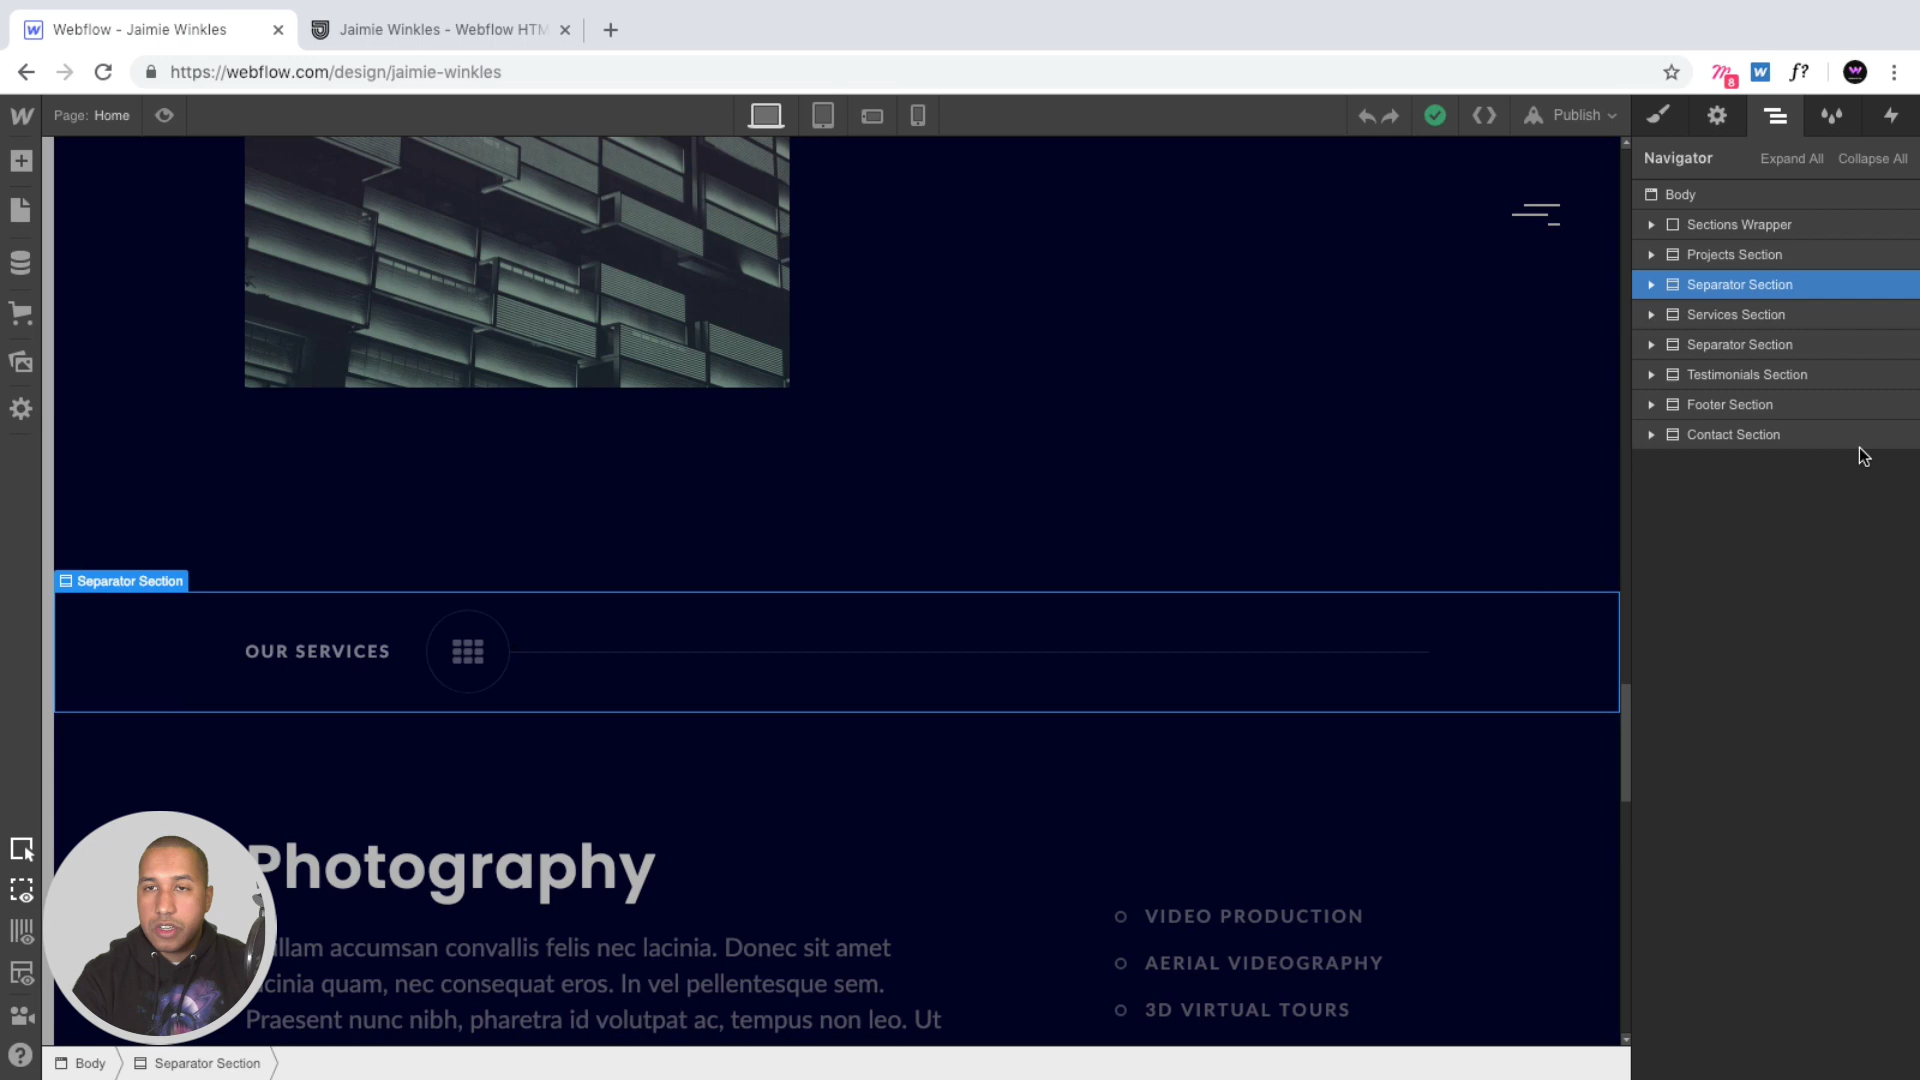 Webflow - Jaimie Winkles
Jaimie Winkles - Webflow HTM
https://webflow.com/design/jaimie-winkles
8
Page: Home
Publish
Navigator
Expand All
Collapse All
Body
Sections Wrapper
Projects Section
Separator Section
Services Section
Separator Section
Testimonials Section
Footer Section
Contact Section
Separator Section
OUR SERVICES
Photography
llam accumsan convallis felis nec lacinia. Donec sit amet
cinia quam, nec consequat eros. In vel pellentesque sem.
Praesent nunc nibh, pharetra id volutpat ac, tempus non leo. Ut
VIDEO PRODUCTION
AERIAL VIDEOGRAPHY
3D VIRTUAL TOURS
Body
Separator Section